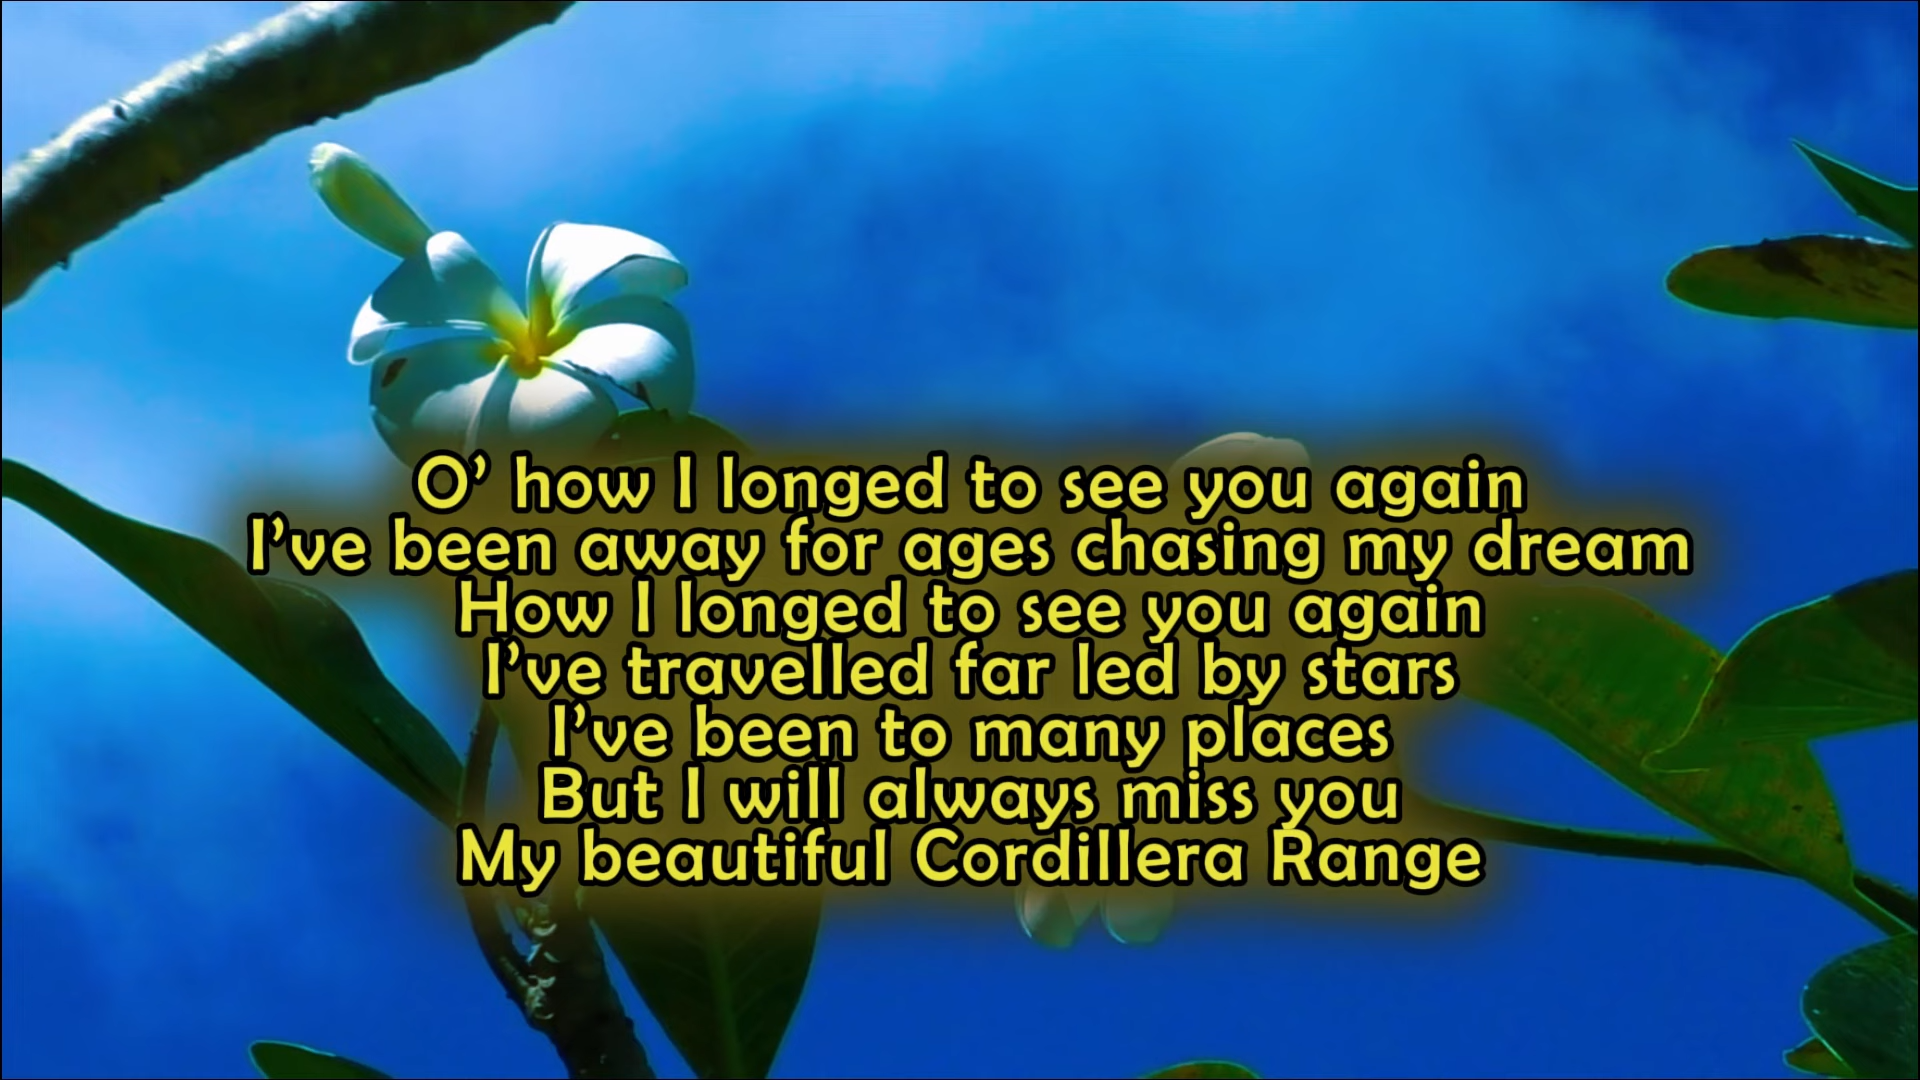 O’ how I longed to see you again
I’ve been away for ages chasing my dream
How I longed to see you again
I’ve travelled far led by stars
I’ve been to many places
But I will always miss you
My beautiful Cordillera Range